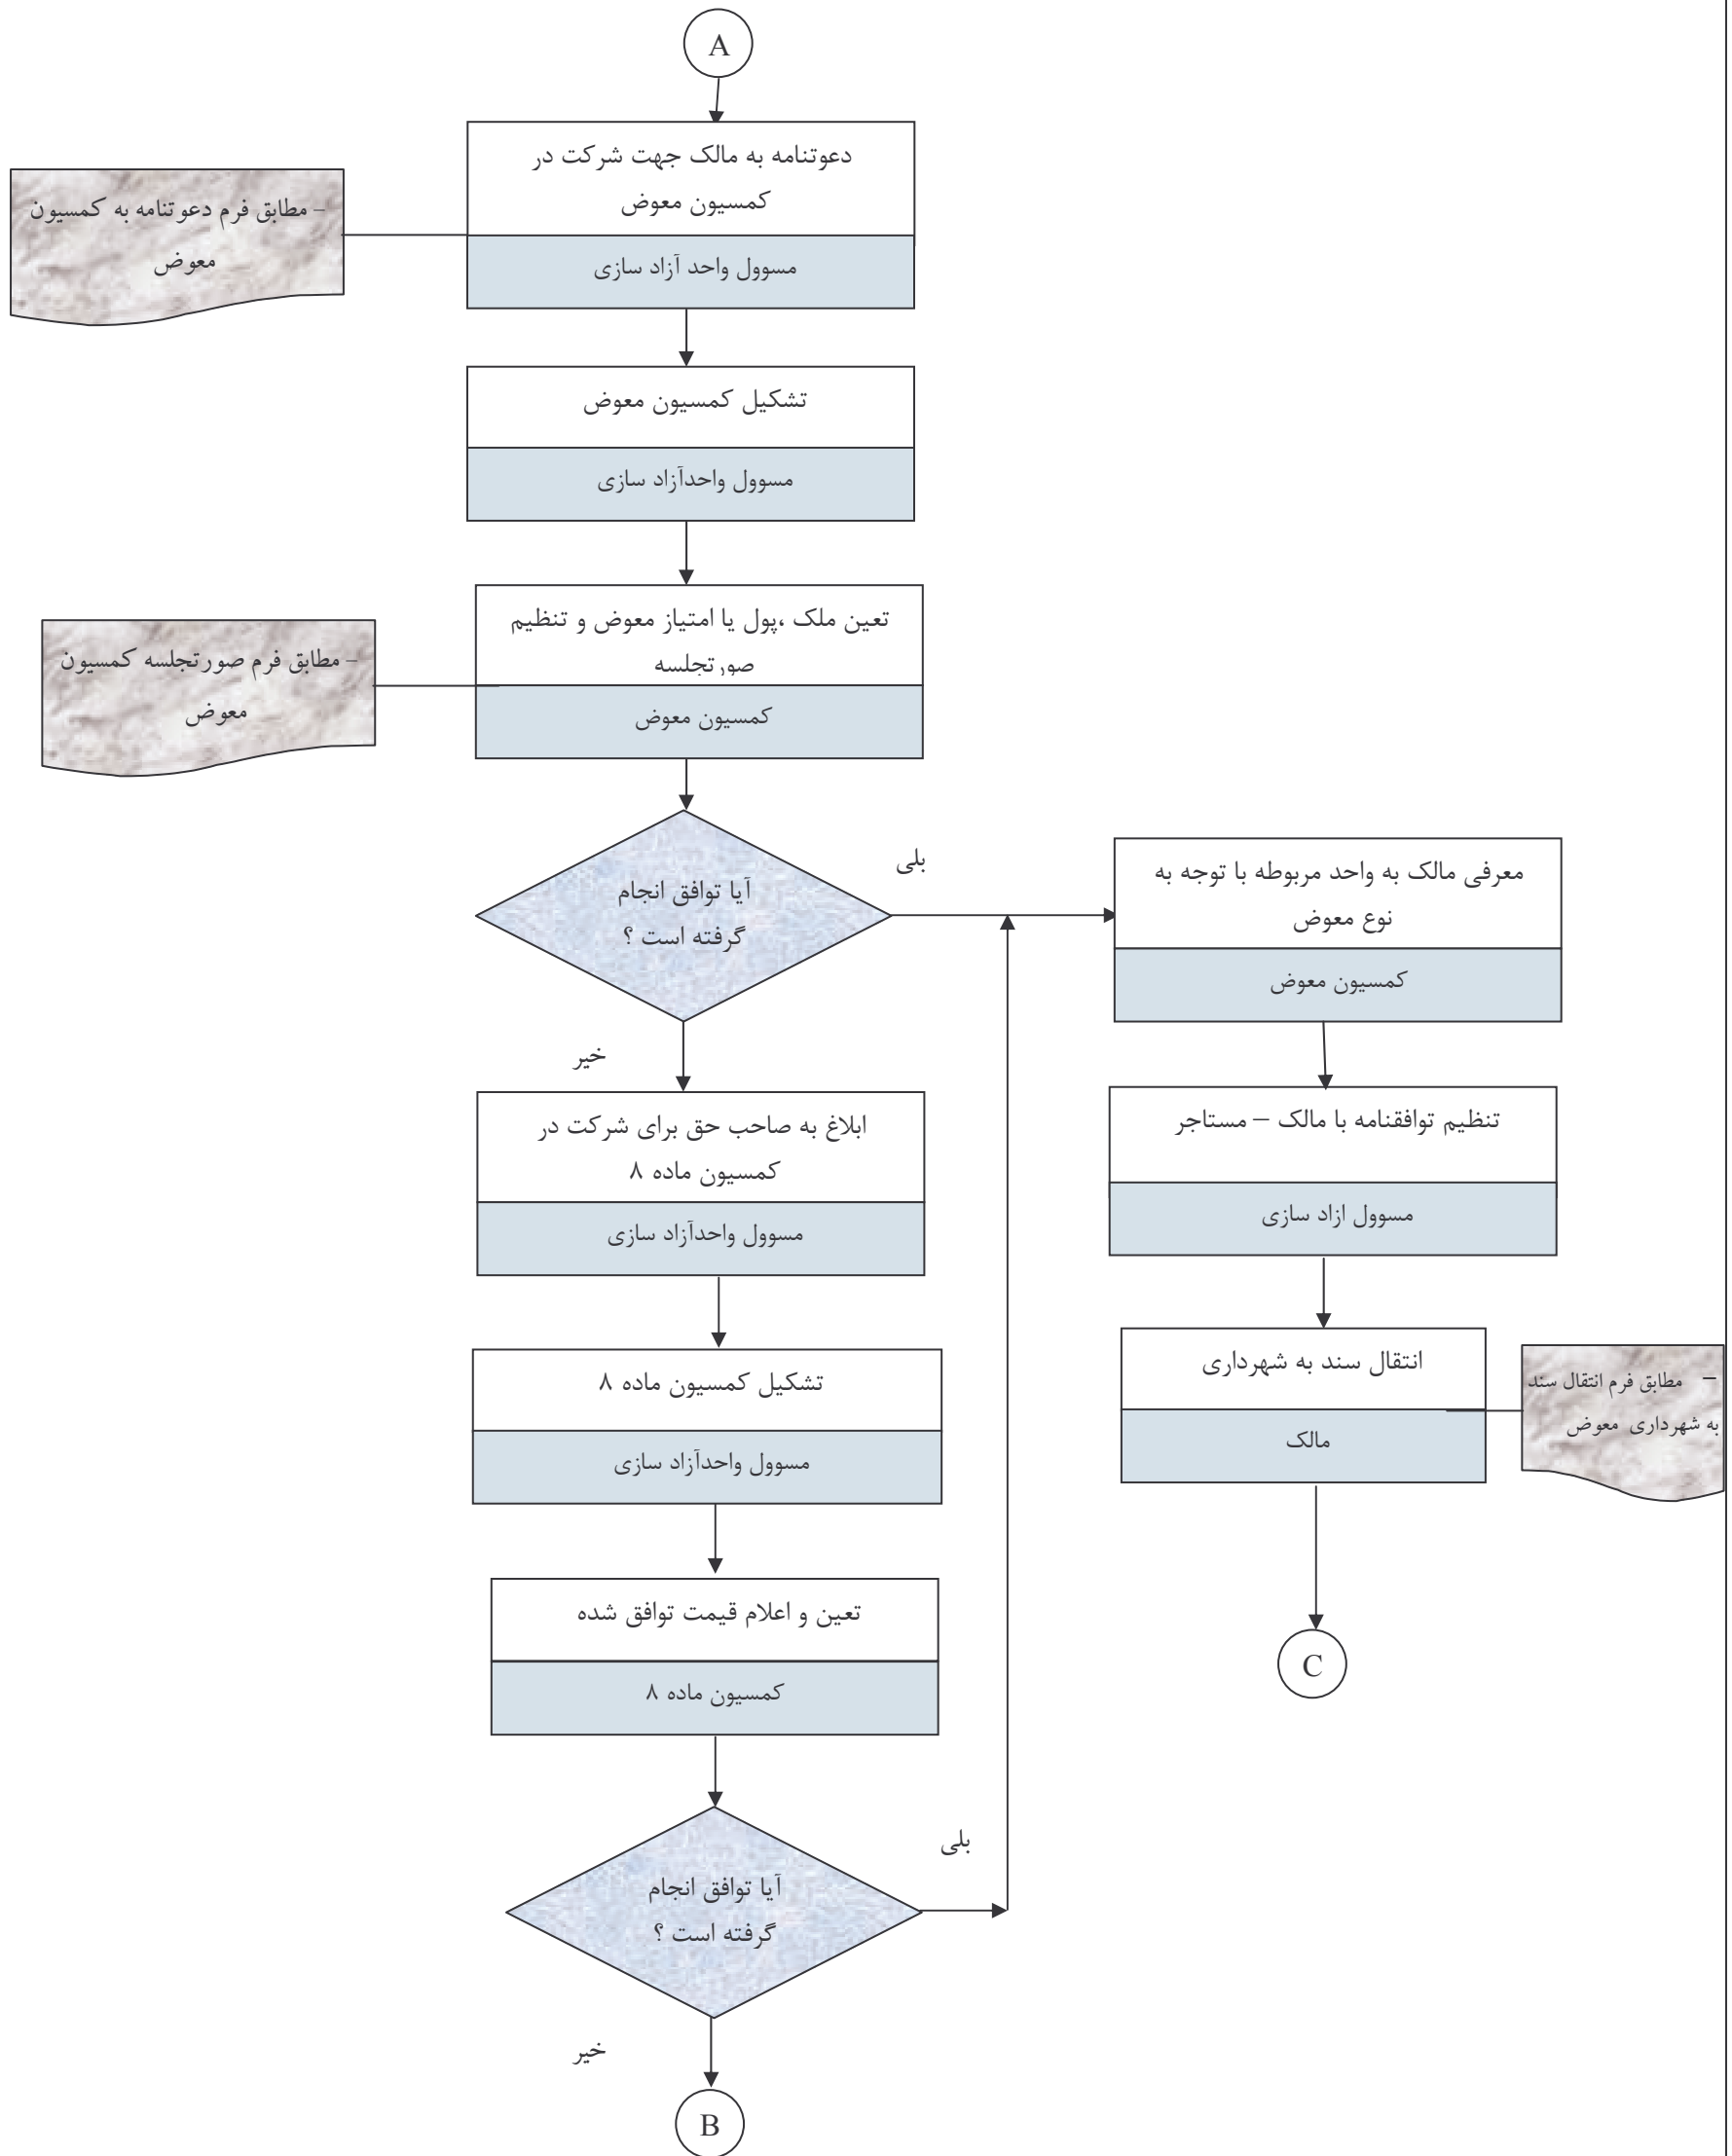 A
دعوتنامه به مالک جهت شرکت در
کمسیون معوض
مسوول واحد آزاد سازی
– مطابق فرم دعوتنامه به کمسیون
معوض
تشکیل کمسیون معوض
مسوول واحدآزاد سازی
تعین ملک ،پول یا امتیاز معوض و تنظیم
صورتجلسه
کمسیون معوض
– مطابق فرم صورتجلسه کمسیون
معوض
آیا توافق انجام
گرفته است ؟
بلی
خیر
معرفی مالک به واحد مربوطه با توجه به
نوع معوض
کمسیون معوض
تنظیم توافقنامه با مالک – مستاجر
مسوول ازاد سازی
انتقال سند به شهرداری
مالک
– مطابق فرم انتقال سند
به شهرداری معوض
C
ابلاغ به صاحب حق برای شرکت در
کمسیون ماده ۸
مسوول واحدآزاد سازی
تشکیل کمسیون ماده ۸
مسوول واحدآزاد سازی
تعین و اعلام قیمت توافق شده
کمسیون ماده ۸
آیا توافق انجام
گرفته است ؟
بلی
خیر
B